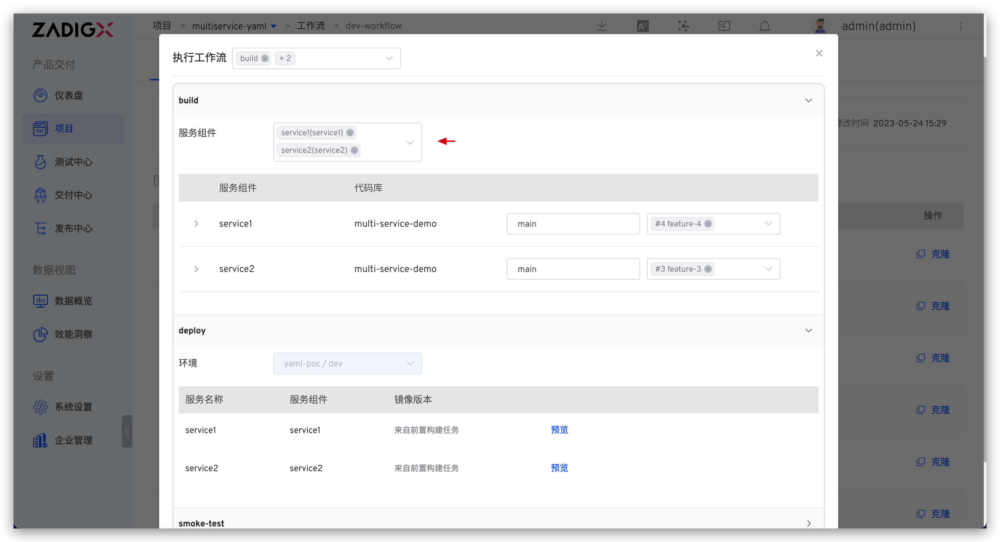 ZADIGX
项目 > multiservice-yaml > 工作流 > dev-workflow
admin(admin)
产品交付
仪表盘
项目
测试中心
交付中心
发布中心
数据视图
数据概览
效能洞察
设置
系统设置
企业管理
执行工作流 build + 2
build
服务组件 service1(service1)
service2(service2)
服务组件 代码库
service1 multi-service-demo main #4 feature-4
service2 multi-service-demo main #3 feature-3
deploy
环境 yaml-poc / dev
服务名称 服务组件 镜像版本
service1 service1 来自前置构建任务 预览
service2 service2 来自前置构建任务 预览
smoke-test
修改时间 2023-05-24 15:29
操作
克隆
克隆
克隆
克隆
克隆
克隆